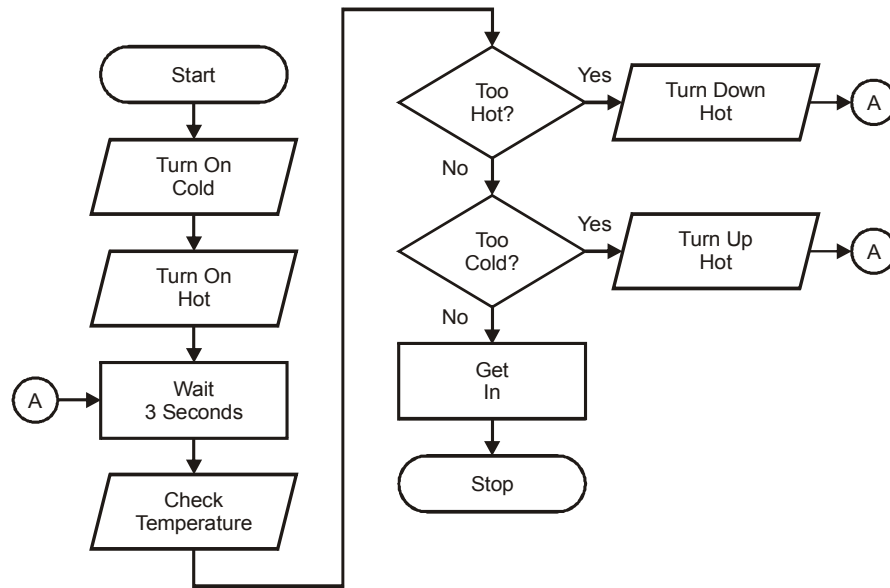 Start
Turn On
Cold
Turn On
Hot
A
Wait
3 Seconds
Check
Temperature
Too
Hot?
Yes
Turn Down
Hot
A
No
Too
Cold?
Yes
Turn Up
Hot
A
No
Get
In
Stop